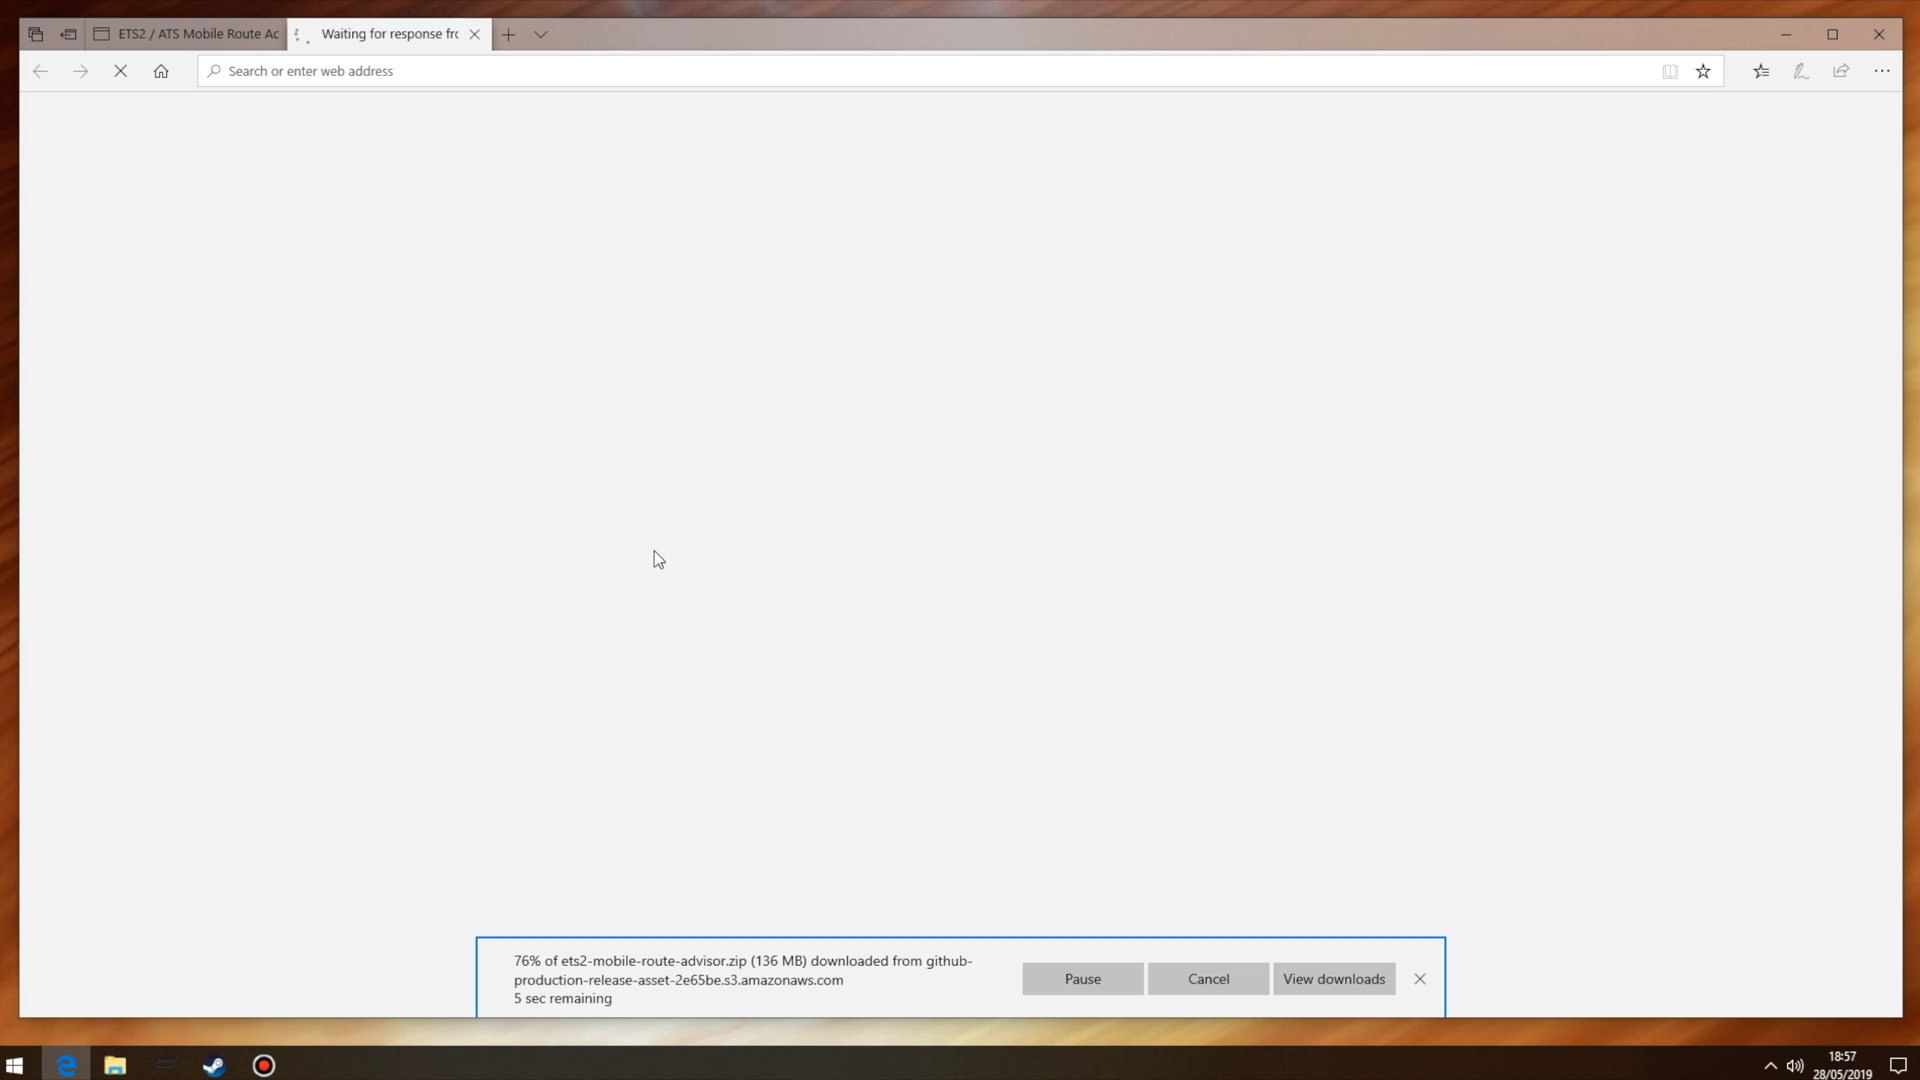 ETS2 / ATS Mobile Route Ac
Waiting for response fro
Search or enter web address
76% of ets2-mobile-route-advisor.zip (136 MB) downloaded from github-
production-release-asset-2e65be.s3.amazonaws.com
5 sec remaining
Pause
Cancel
View downloads
18:57
28/05/2019